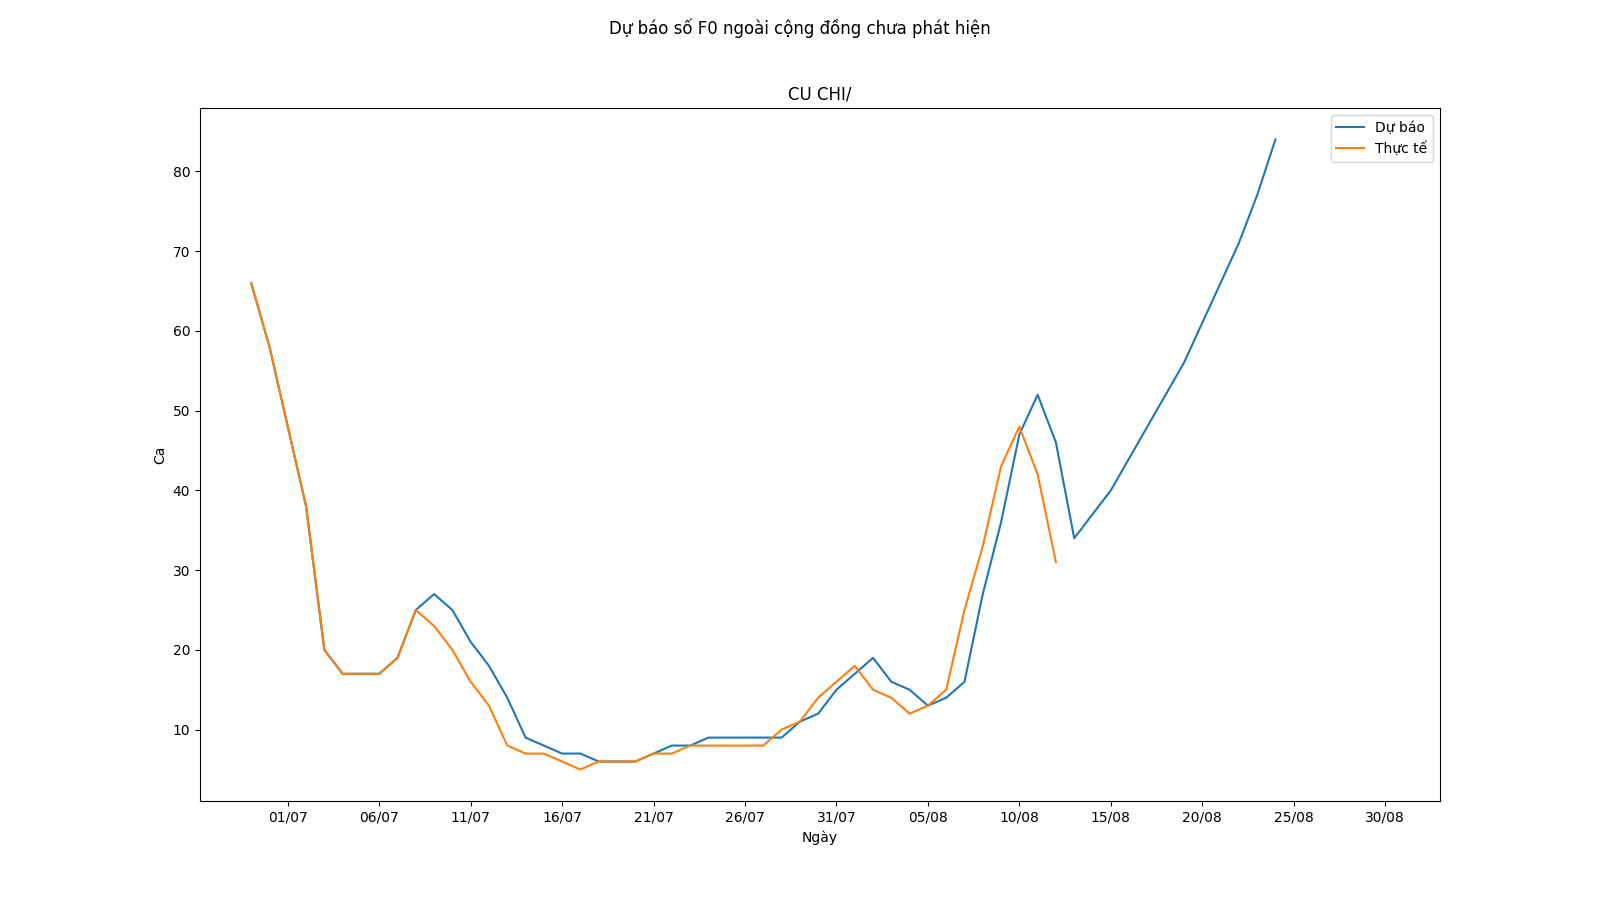 Dự báo số F0 ngoài cộng đồng chưa phát hiện
CU CHI/
Dự báo
Thực tế
80
70
60
50
40
30
20
10
Ca
01/07 06/07 11/07 16/07 21/07 26/07 31/07 05/08 10/08 15/08 20/08 25/08 30/08
Ngày